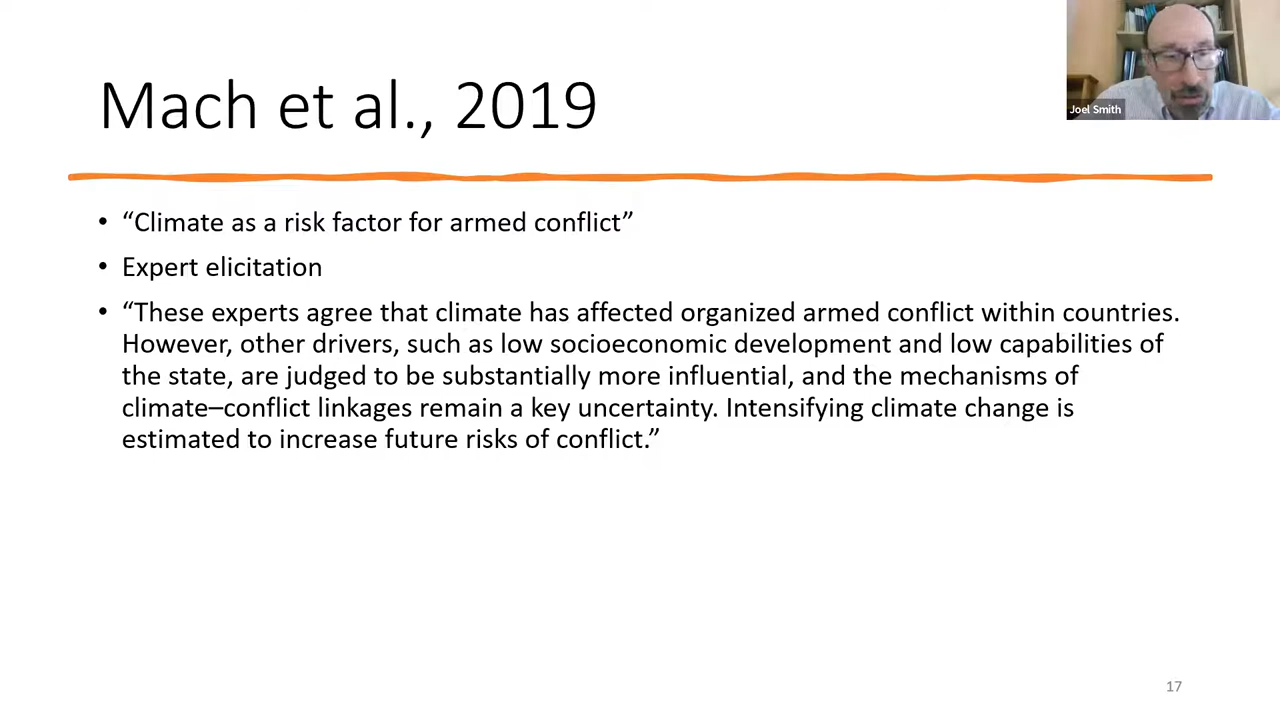 Mach et al., 2019
Joel Smith
• “Climate as a risk factor for armed conflict”
• Expert elicitation
• “These experts agree that climate has affected organized armed conflict within countries.
However, other drivers, such as low socioeconomic development and low capabilities of
the state, are judged to be substantially more influential, and the mechanisms of
climate–conflict linkages remain a key uncertainty. Intensifying climate change is
estimated to increase future risks of conflict.”
17